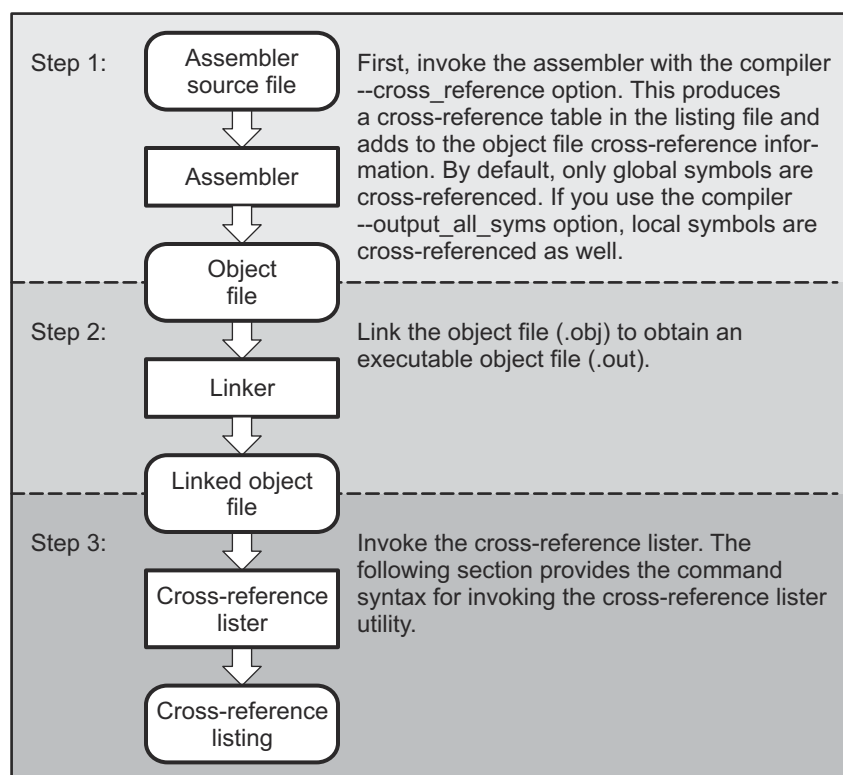 Step 1:
Assembler
source file
Assembler
Object
file
First, invoke the assembler with the compiler
--cross_reference option. This produces
a cross-reference table in the listing file and
adds to the object file cross-reference infor-
mation. By default, only global symbols are
cross-referenced. If you use the compiler
--output_all_syms option, local symbols are
cross-referenced as well.
Step 2:
Linker
Linked object
file
Link the object file (.obj) to obtain an
executable object file (.out).
Step 3:
Cross-reference
lister
Cross-reference
listing
Invoke the cross-reference lister. The
following section provides the command
syntax for invoking the cross-reference lister
utility.